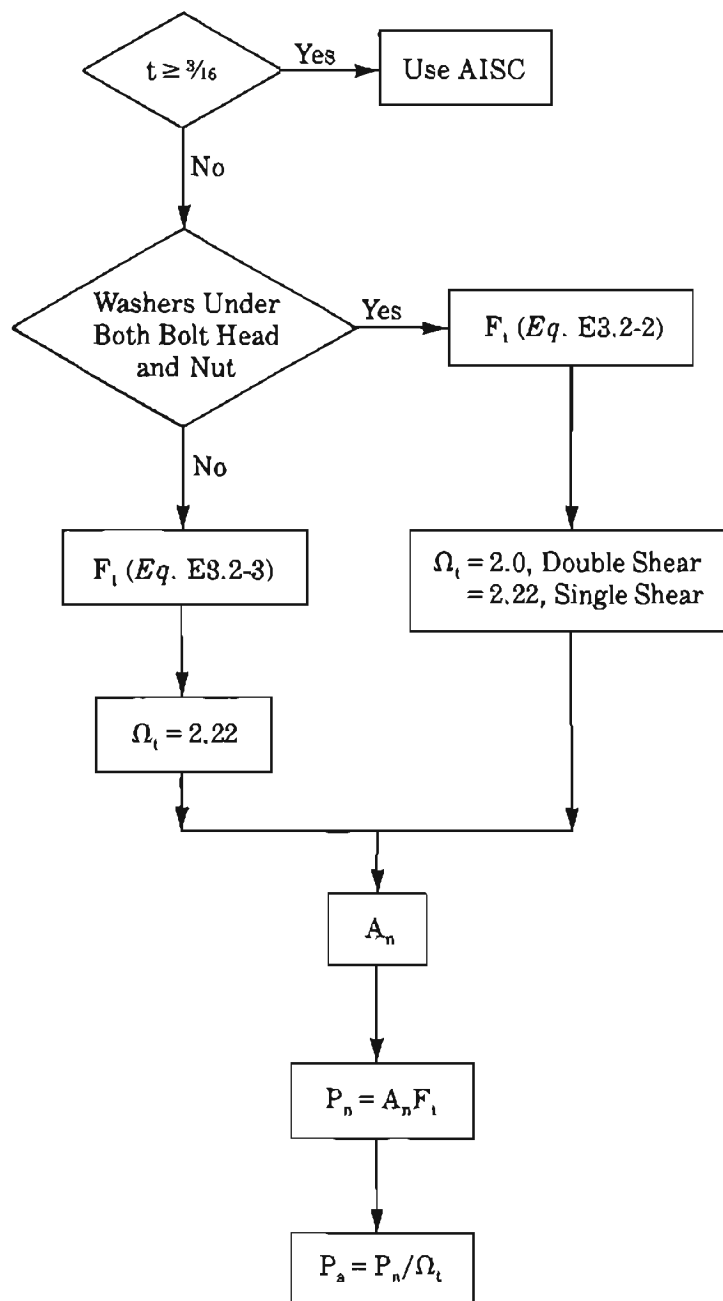 t ≥ 3/16
Yes
Use AISC
No
Washers Under
Both Bolt Head
and Nut
Yes
Fₜ (Eq. E3.2-2)
No
Fₜ (Eq. E3.2-3)
Ωₜ = 2.0, Double Shear
= 2.22, Single Shear
Ωₜ = 2.22
Aₙ
Pₙ = AₙFₜ
Pₐ = Pₙ/Ωₜ